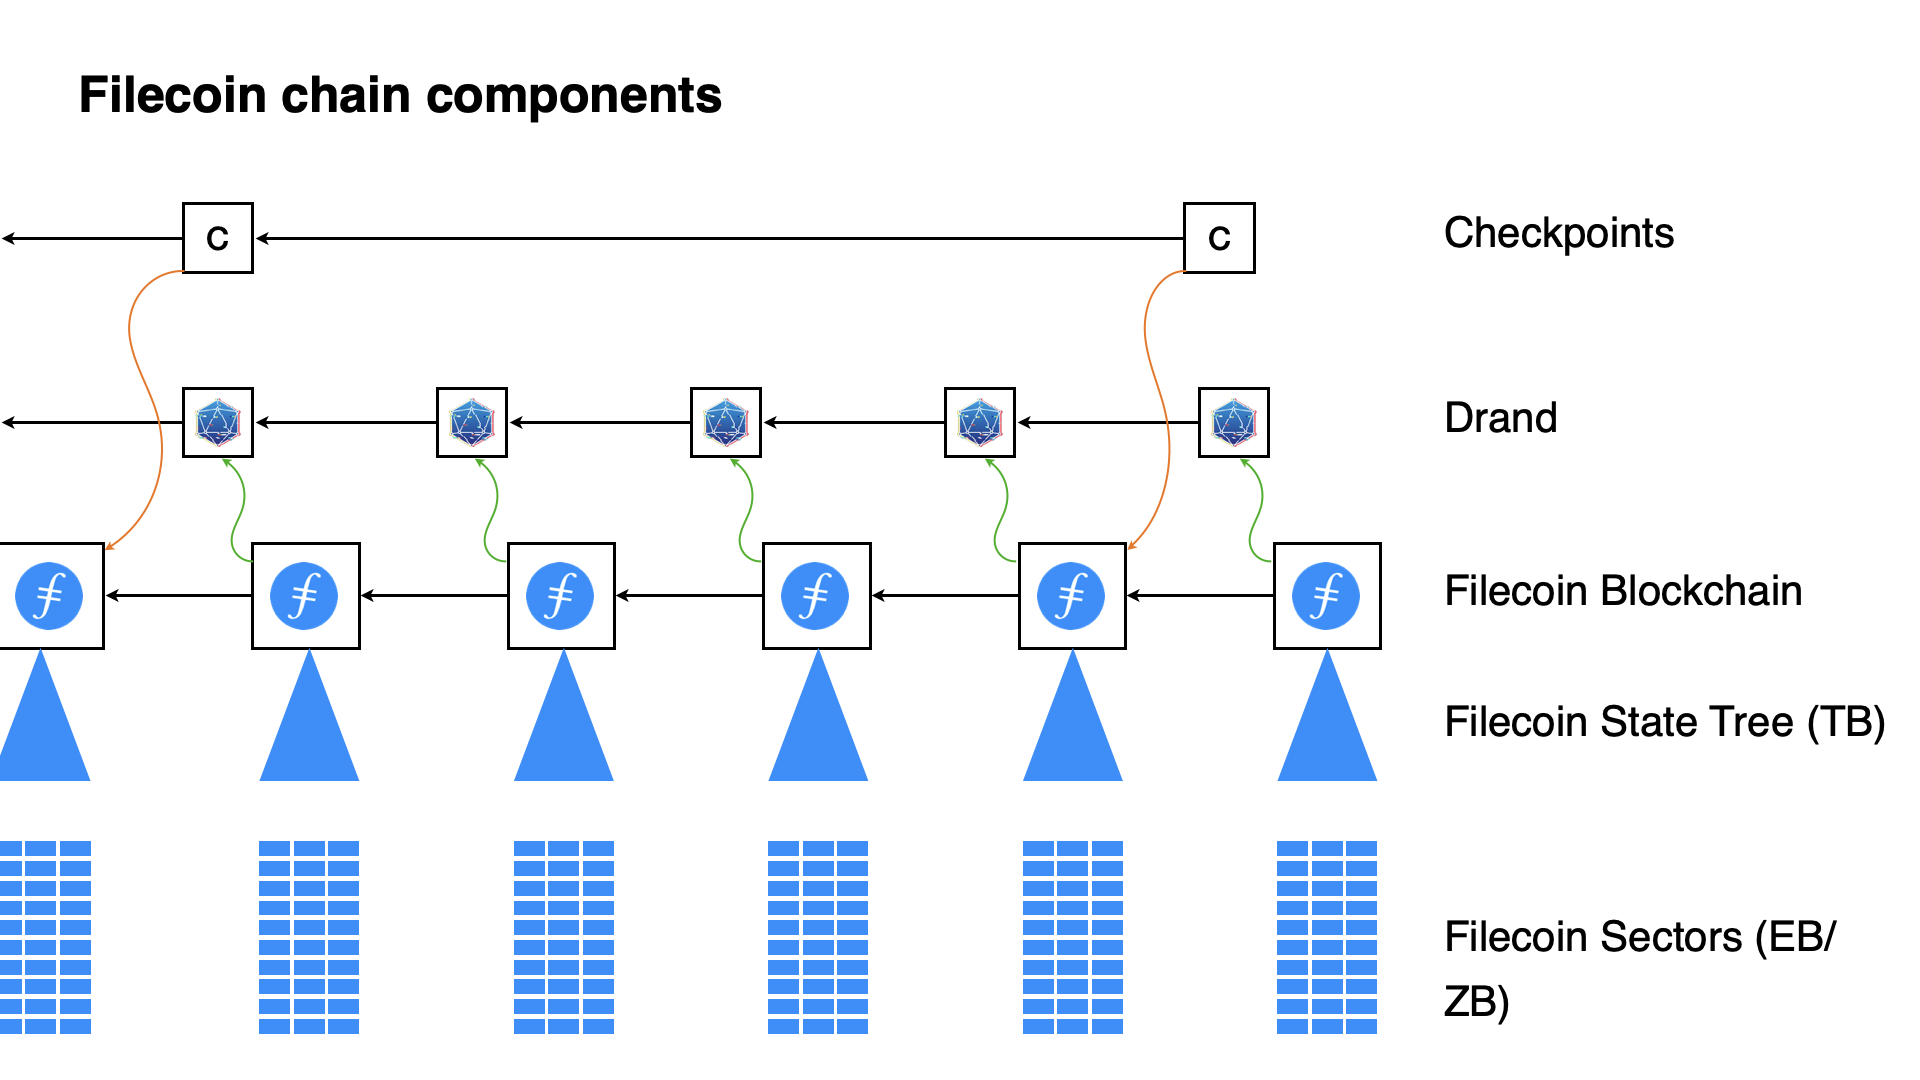 Filecoin chain components
C
C
Checkpoints
Drand
Filecoin Blockchain
Filecoin State Tree (TB)
Filecoin Sectors (EB/
ZB)